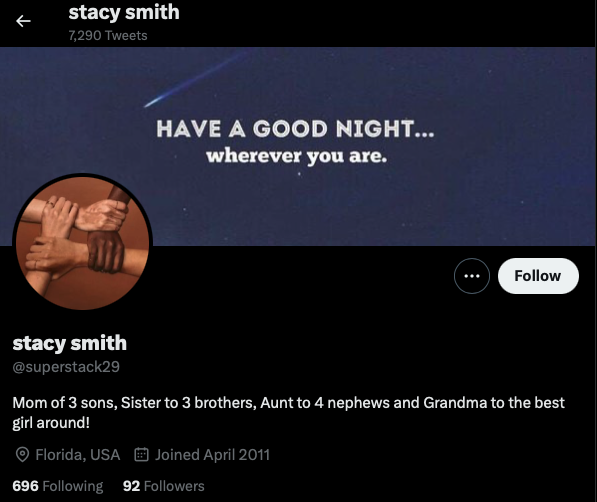 stacy smith
7,290 Tweets
HAVE A GOOD NIGHT...
wherever you are.
Follow
stacy smith
@superstack29
Mom of 3 sons, Sister to 3 brothers, Aunt to 4 nephews and Grandma to the best
girl around!
Florida, USA Joined April 2011
696 Following 92 Followers